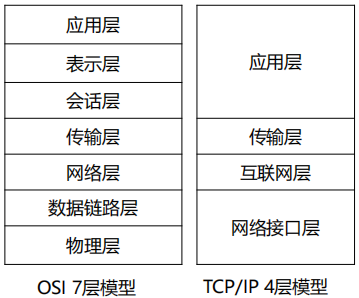 应用层
表示层
会话层
传输层
网络层
数据链路层
物理层
OSI 7层模型
应用层
传输层
互联网层
网络接口层
TCP/IP 4层模型